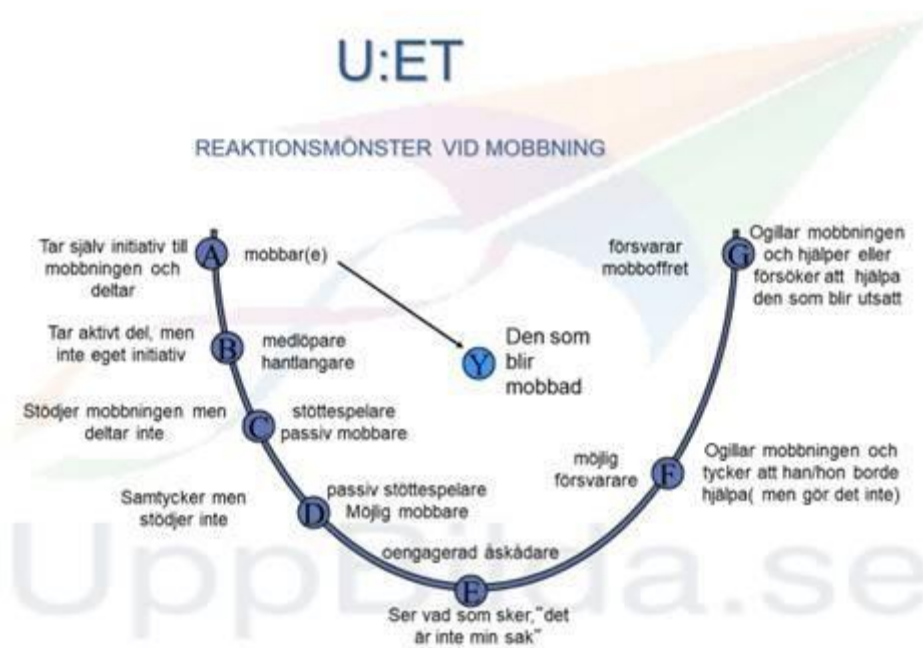 U:ET
REAKTIONSMÖNSTER VID MOBBNING
Tar själv initiativ till
mobbningen och
deltar
A
mobbar(e)
försvarar
mobboffret
G
Ogillar mobbningen
och hjälper eller
försöker att hjälpa
den som blir utsatt
Tar aktivt del, men
inte eget initiativ
B
medlöpare
hantlangare
Y
Den som
blir
mobbad
Stödjer mobbningen men
deltar inte
C
stöttespelare
passiv mobbare
möjlig
försvarare
F
Ogillar mobbningen och
tycker att han/hon borde
hjälpa( men gör det inte)
Samtycker men
stödjer inte
D
passiv stöttespelare
Möjlig mobbare
oengagerad åskådare
E
Ser vad som sker,"det
är inte min sak"
UppBilda.se